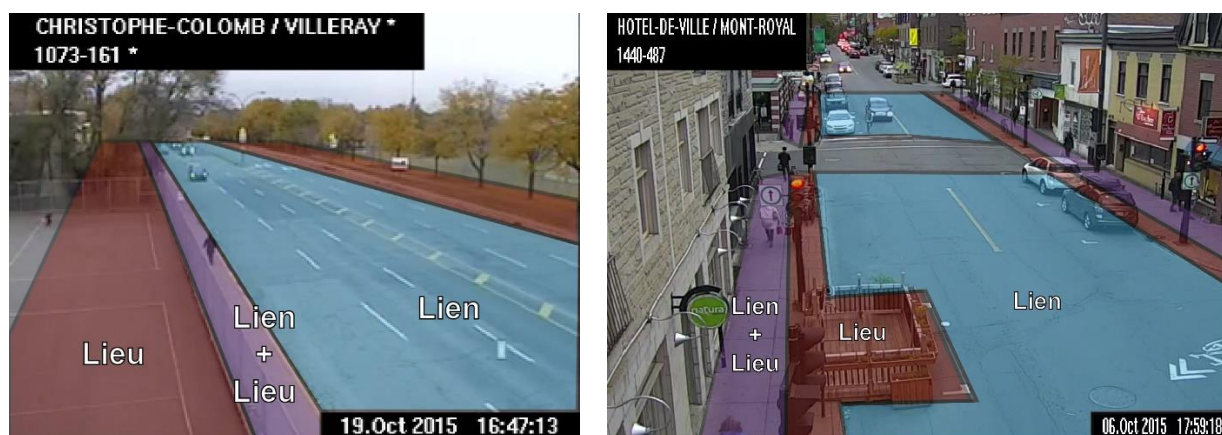 CHRISTOPHE-COLOMB / VILLERAY *
1073-161 *
Lieu
Lien
+
Lieu
Lien
19.Oct 2015 16:47:13
HOTEL-DE-VILLE / MONT-ROYAL
1440-487
natura
Lien
+
Lieu
Lieu
Lien
06.Oct 2015 17:59:18